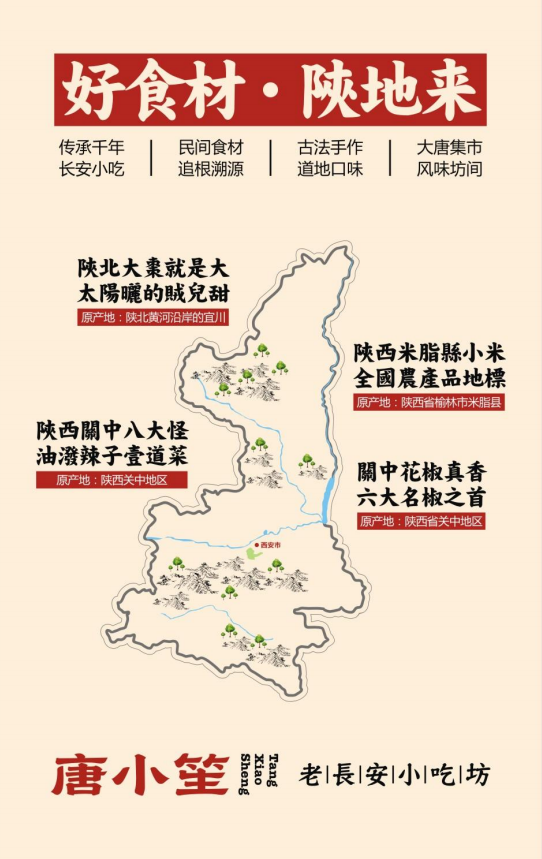 好食材·陝地来
传承千年
长安小吃
民间食材
追根溯源
古法手作
道地口味
大唐集市
风味坊间
陝北大棗就是大
太陽曬的賊兒甜
原产地：陕北黄河沿岸的宜川
陝西米脂縣小米
全國農產品地標
原产地：陕西省榆林市米脂县
陝西關中八大怪
油潑辣子壹道菜
原产地：陕西关中地区
關中花椒真香
六大名椒之首
原产地：陕西省关中地区
西安市
唐小笙
Tang
Xiao
Sheng
老|長|安|小|吃|坊